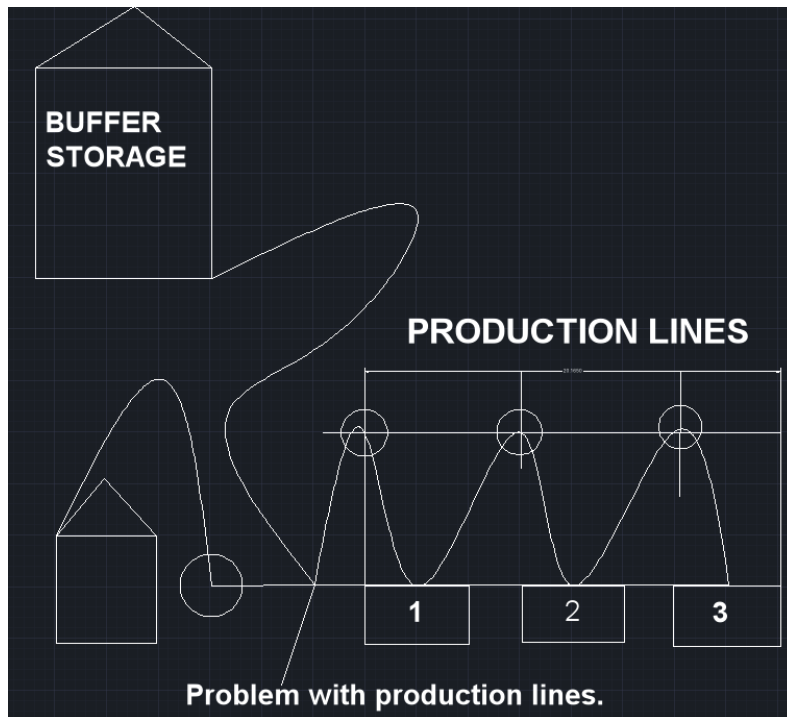 BUFFER
STORAGE
PRODUCTION LINES
1
2
3
Problem with production lines.